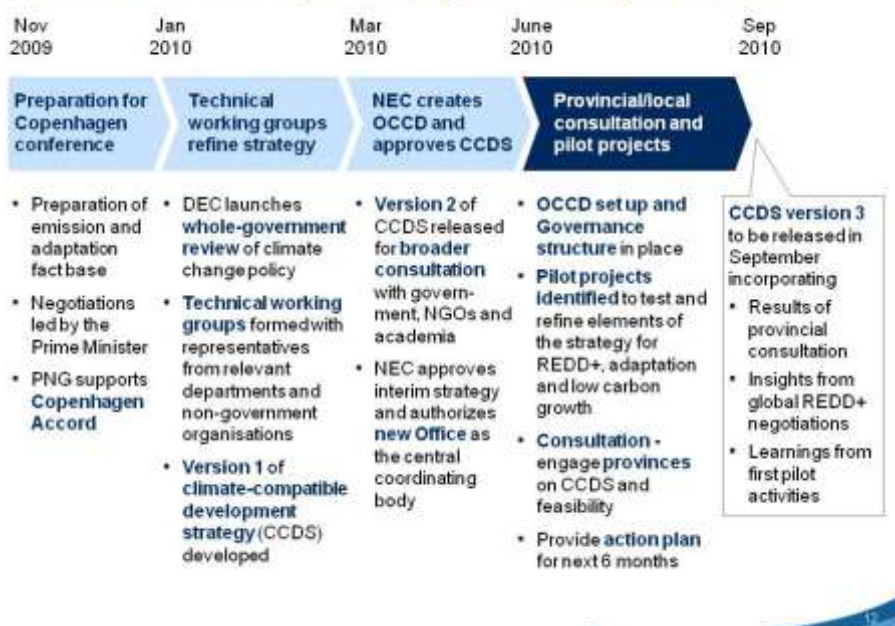 Nov
2009
Jan
2010
Mar
2010
June
2010
Sep
2010
Preparation for
Copenhagen
conference
Technical
working groups
refine strategy
NEC creates
OCCD and
approves CCDS
Provincial/local
consultation and
pilot projects
• Preparation of
emission and
adaptation
fact base
• Negotiations
led by the
Prime Minister
• PNG supports
Copenhagen
Accord
• DEC launches
whole-government
review of climate
change policy
• Technical working
groups formed with
representatives
from relevant
departments and
non-government
organisations
• Version 1 of
climate-compatible
development
strategy (CCDS)
developed
• Version 2 of
CCDS released
for broader
consultation
with govern-
ment, NGOs and
academia
• NEC approves
interim strategy
and authorizes
new Office as
the central
coordinating
body
• OCCD set up and
Governance
structure in place
• Pilot projects
identified to test and
refine elements of
the strategy for
REDD+, adaptation
and low carbon
growth
• Consultation -
engage provinces
on CCDS and
feasibility
• Provide action plan
for next 6 months
CCDS version 3
to be released in
September
incorporating
• Results of
provincial
consultation
• Insights from
global REDD+
negotiations
• Learnings from
first pilot
activities
12